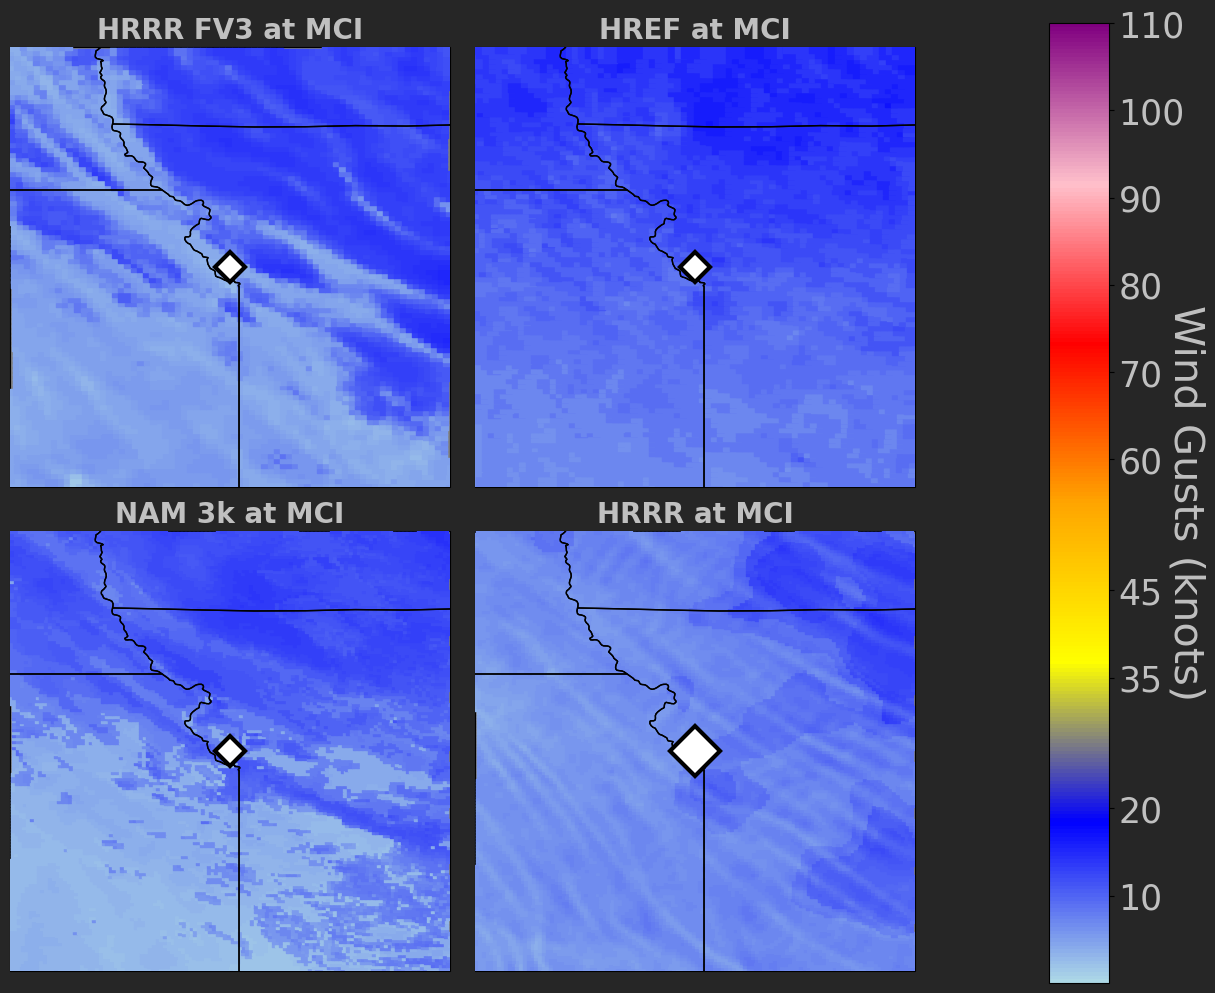 HRRR FV3 at MCI
HREF at MCI
NAM 3k at MCI
HRRR at MCI
110
100
90
80
70
60
45
35
20
10
Wind Gusts (knots)